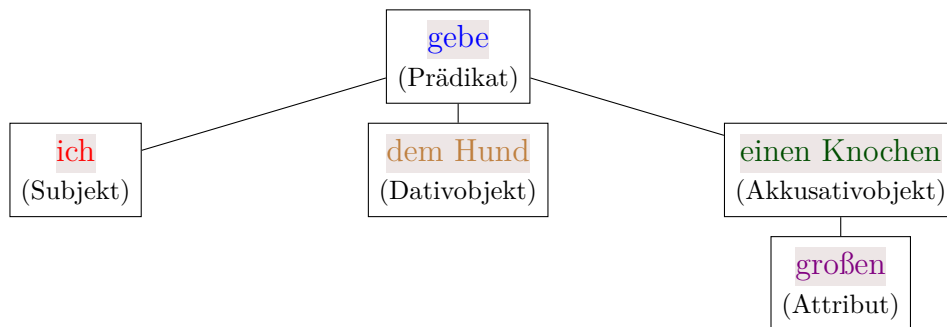 gebe
(Prädikat)
ich
(Subjekt)
dem Hund
(Dativobjekt)
einen Knochen
(Akkusativobjekt)
großen
(Attribut)